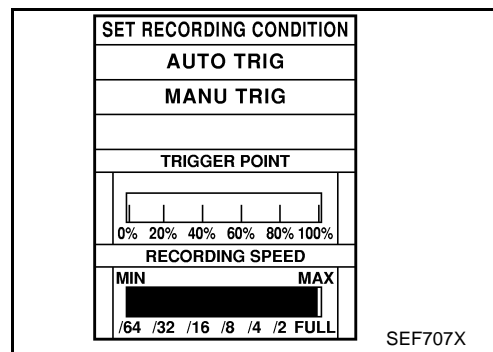 SET RECORDING CONDITION
AUTO TRIG
MANU TRIG
TRIGGER POINT
0% 20% 40% 60% 80% 100%
RECORDING SPEED
MIN MAX
/64 /32 /16 /8 /4 /2 FULL
SEF707X